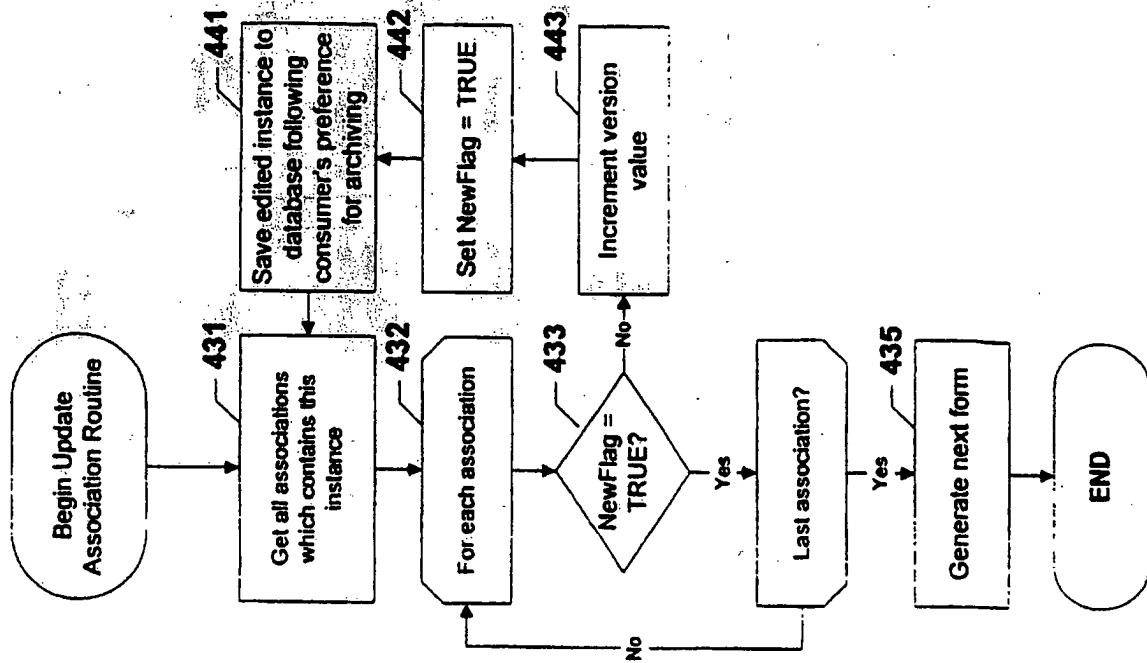 Begin Update
Association Routine
431
Get all associations
which contains this
instance
432
For each association
433
NewFlag =
TRUE?
No
Yes
Last association?
No
Yes
435
Generate next form
END
441
Save edited instance to
database following
consumer's preference
for archiving
442
Set NewFlag = TRUE
443
Increment version
value